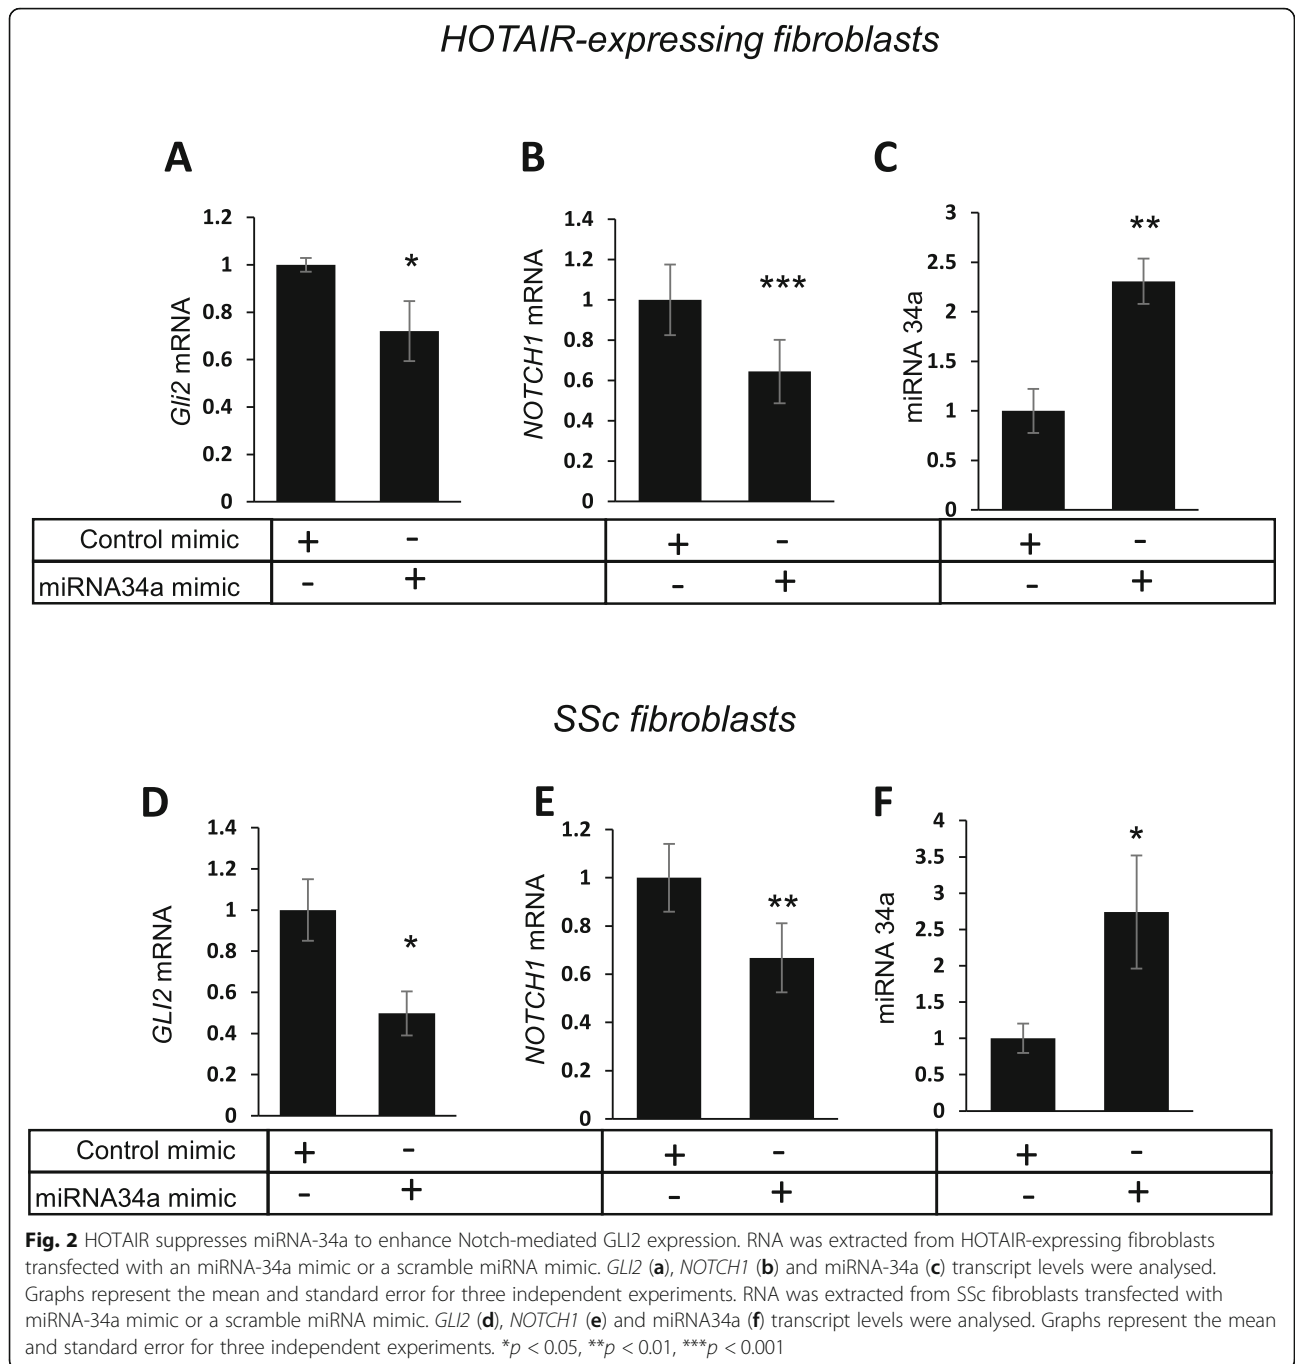 HOTAIR-expressing fibroblasts
A
B
C
1.2
1
0.8
0.6
0.4
0.2
0
Gli2 mRNA
*
1.4
1.2
1
0.8
0.6
0.4
0.2
0
NOTCH1 mRNA
***
3
2.5
2
1.5
1
0.5
0
miRNA 34a
**
Control mimic + - + - + -
miRNA34a mimic - + - + - +
SSc fibroblasts
D
E
F
1.4
1.2
1
0.8
0.6
0.4
0.2
0
GLI2 mRNA
*
1.2
1
0.8
0.6
0.4
0.2
0
NOTCH1 mRNA
**
4
3.5
3
2.5
2
1.5
1
0.5
0
miRNA 34a
*
Control mimic + - + - + -
miRNA34a mimic - + - + - +
Fig. 2 HOTAIR suppresses miRNA-34a to enhance Notch-mediated GLI2 expression. RNA was extracted from HOTAIR-expressing fibroblasts
transfected with an miRNA-34a mimic or a scramble miRNA mimic. GLI2 (a), NOTCH1 (b) and miRNA-34a (c) transcript levels were analysed.
Graphs represent the mean and standard error for three independent experiments. RNA was extracted from SSc fibroblasts transfected with
miRNA-34a mimic or a scramble miRNA mimic. GLI2 (d), NOTCH1 (e) and miRNA34a (f) transcript levels were analysed. Graphs represent the mean
and standard error for three independent experiments. *p < 0.05, **p < 0.01, ***p < 0.001